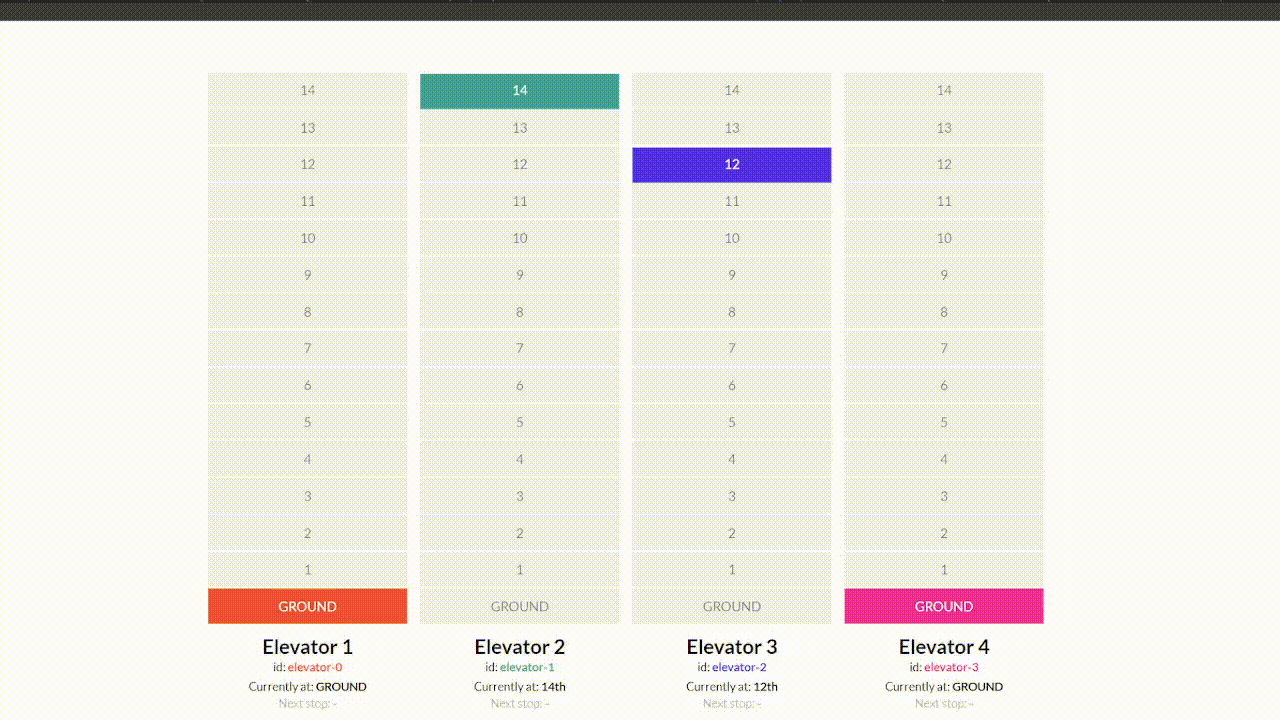 14 14 14 14
13 13 13 13
12 12 12 12
11 11 11 11
10 10 10 10
9 9 9 9
8 8 8 8
7 7 7 7
6 6 6 6
5 5 5 5
4 4 4 4
3 3 3 3
2 2 2 2
1 1 1 1
GROUND GROUND GROUND GROUND
Elevator 1 Elevator 2 Elevator 3 Elevator 4
id: elevator-0 id: elevator-1 id: elevator-2 id: elevator-3
Currently at: GROUND Currently at: 14th Currently at: 12th Currently at: GROUND
Next stop: - Next stop: - Next stop: - Next stop: -